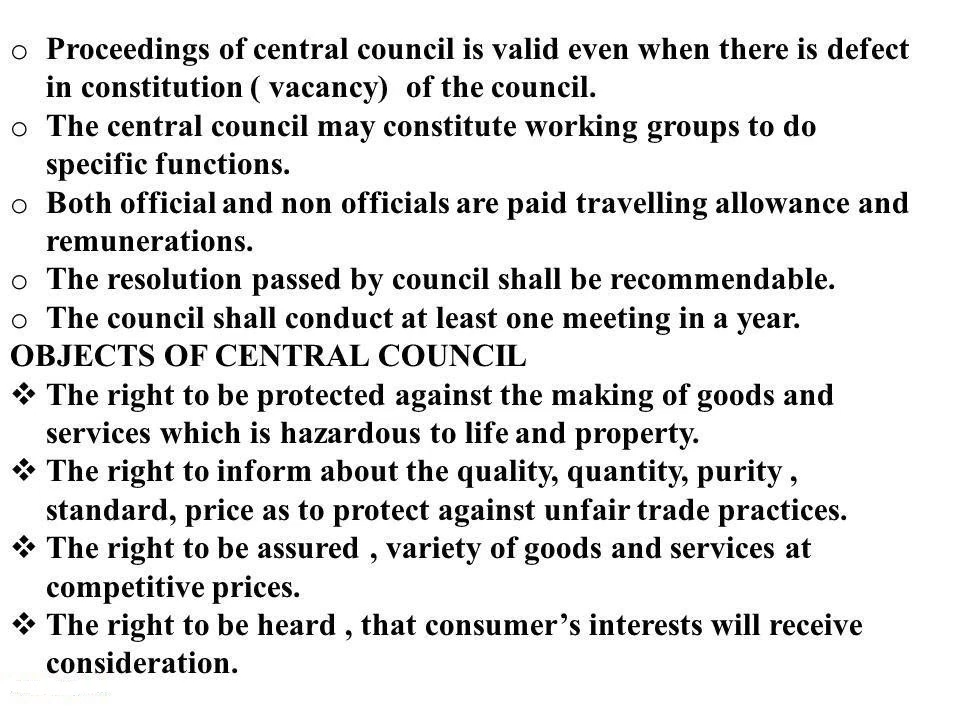 o Proceedings of central council is valid even when there is defect
in constitution ( vacancy) of the council.
o The central council may constitute working groups to do
specific functions.
o Both official and non officials are paid travelling allowance and
remunerations.
o The resolution passed by council shall be recommendable.
o The council shall conduct at least one meeting in a year.
OBJECTS OF CENTRAL COUNCIL
❖ The right to be protected against the making of goods and
services which is hazardous to life and property.
❖ The right to inform about the quality, quantity, purity ,
standard, price as to protect against unfair trade practices.
❖ The right to be assured , variety of goods and services at
competitive prices.
❖ The right to be heard , that consumer’s interests will receive
consideration.